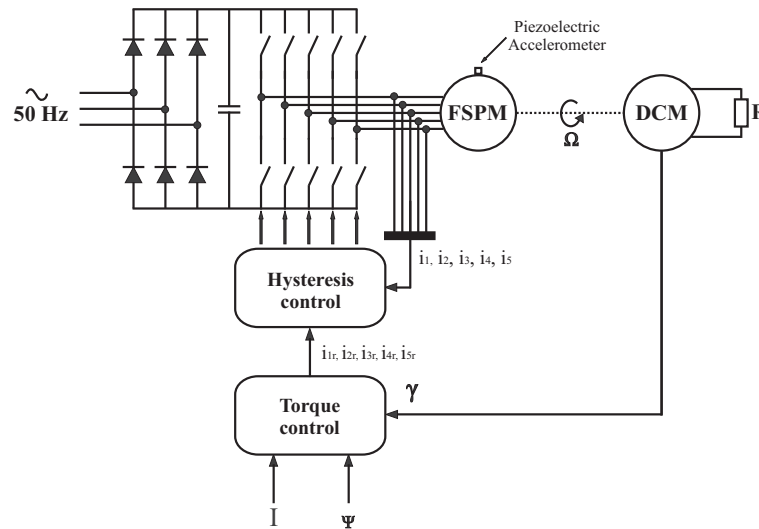 Piezoelectric
Accelerometer
~
50 Hz
FSPM
Ω
DCM
i1, i2, i3, i4, i5
Hysteresis
control
i1r, i2r, i3r, i4r, i5r
γ
Torque
control
I
Ψ